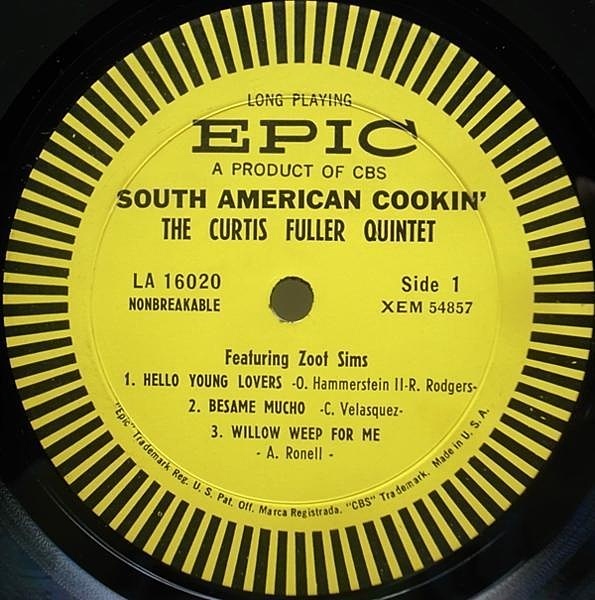 LONG PLAYING
EPIC
A PRODUCT OF CBS
SOUTH AMERICAN COOKIN'
THE CURTIS FULLER QUINTET
LA 16020
NONBREAKABLE
Side 1
XEM 54857
Featuring Zoot Sims
1. HELLO YOUNG LOVERS -O. Hammerstein II-R. Rodgers-
2. BESAME MUCHO -C. Velasquez-
3. WILLOW WEEP FOR ME
- A. Ronell -
"Epic" Trademark Reg. U. S. Pat. Off. Marca Registrada. "CBS" Trademark. Made in U. S. A.